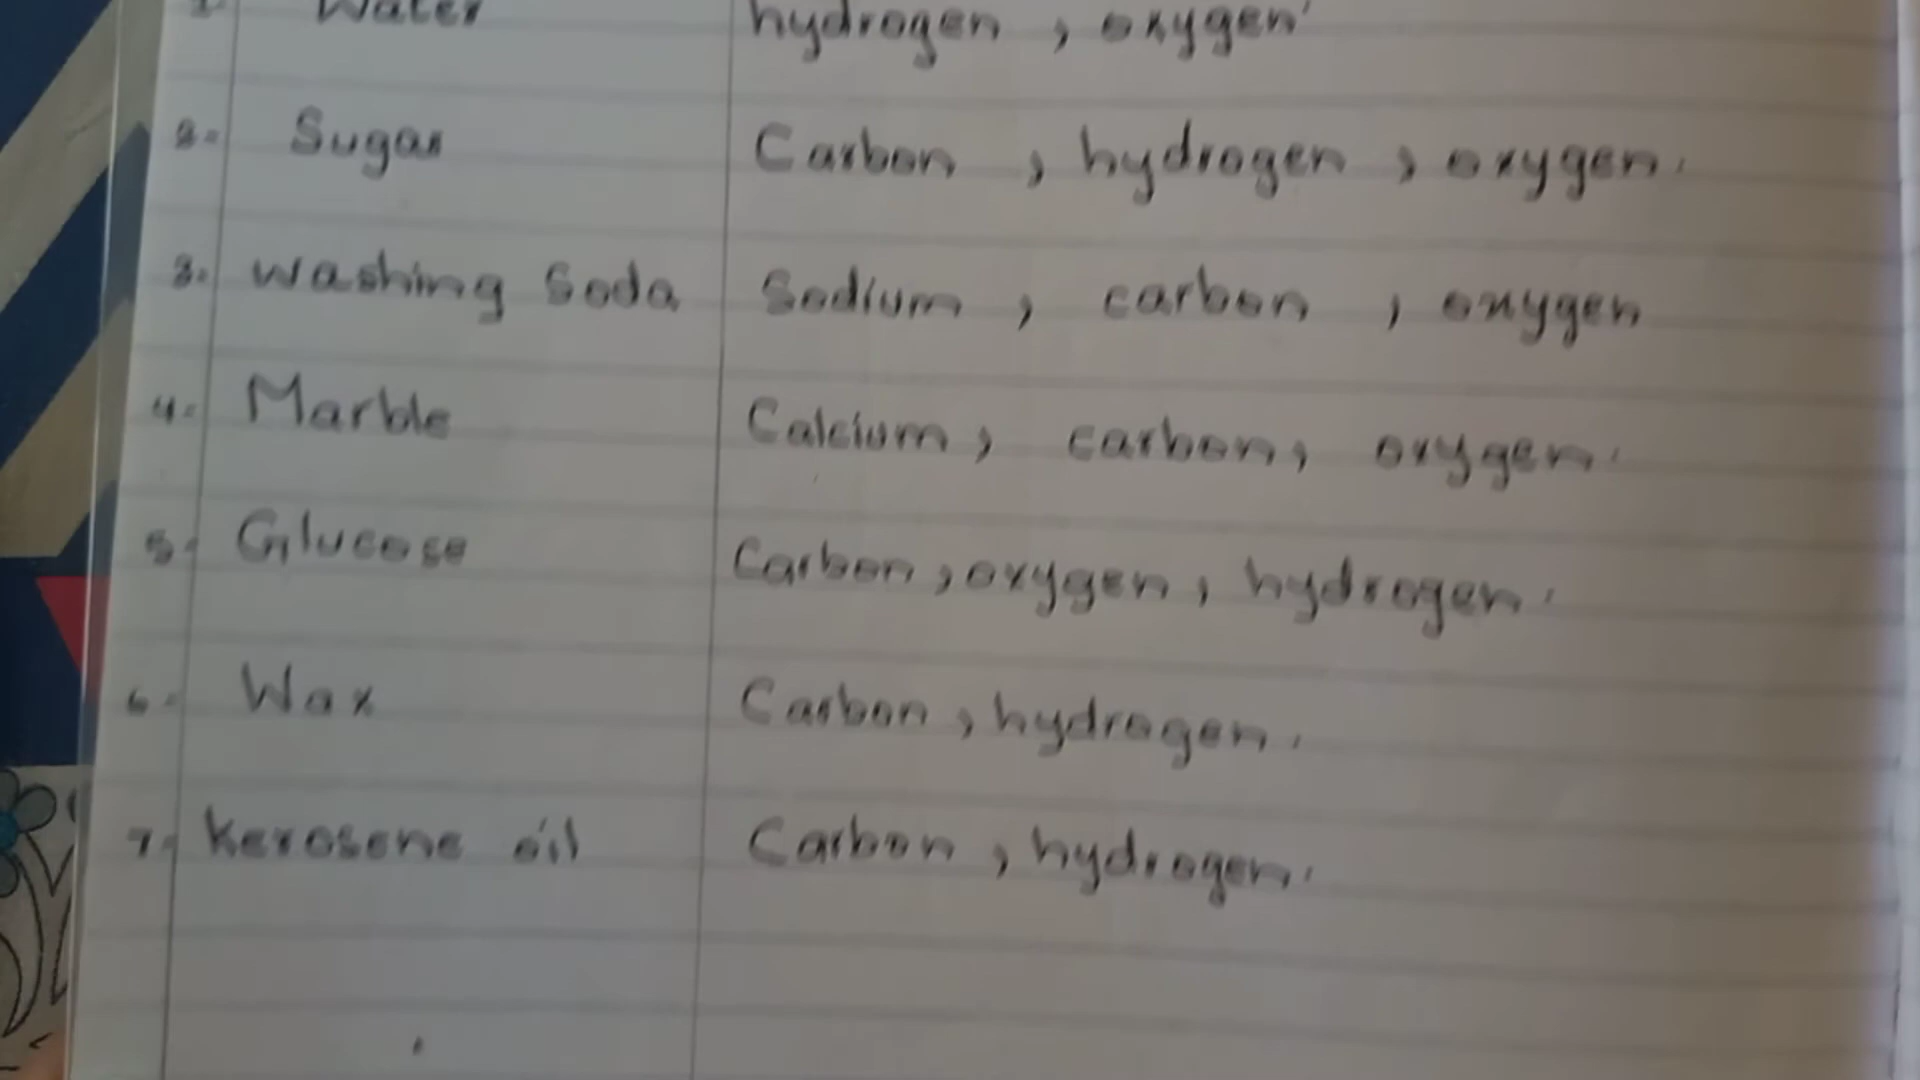 1. Water hydrogen, oxygen.
2. Sugar Carbon, hydrogen, oxygen.
3. Washing Soda Sodium, carbon, oxygen
4. Marble Calcium, carbon, oxygen.
5. Glucose Carbon, oxygen, hydrogen.
6. Wax Carbon, hydrogen.
7. Kerosene oil Carbon, hydrogen.